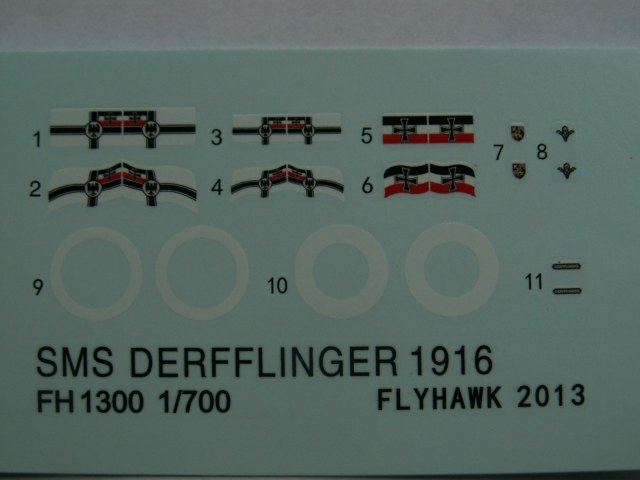 1 3 5 7 8
2 4 6
9 10 11
SMS DERFFLINGER 1916
FH1300 1/700 FLYHAWK 2013